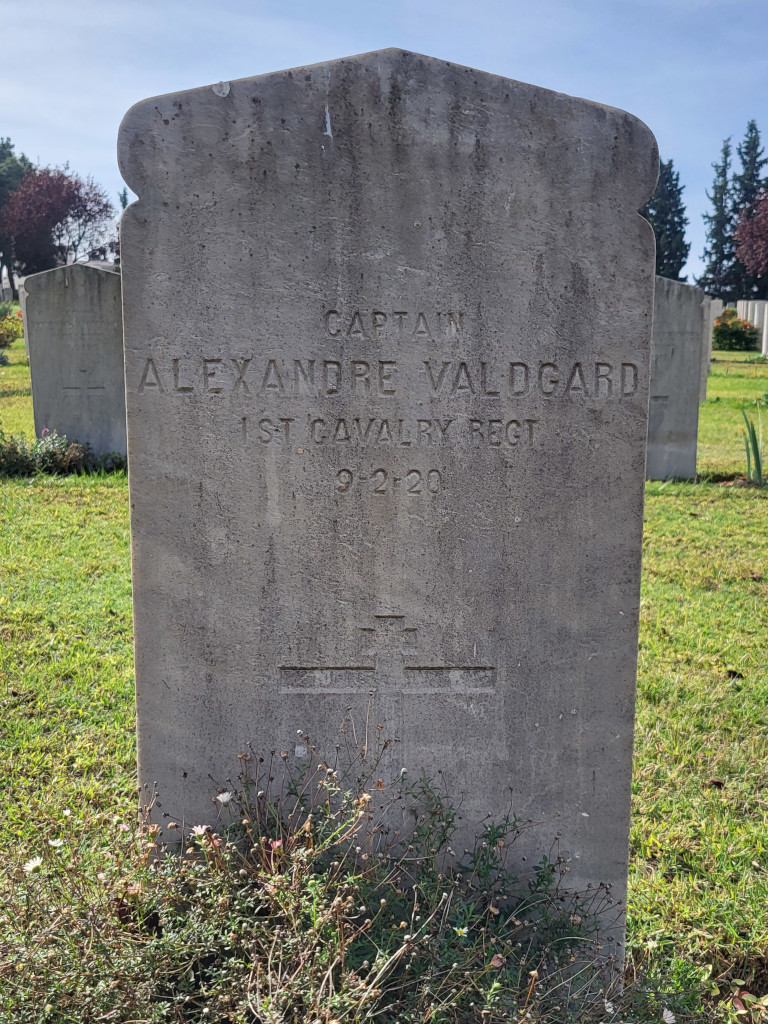 CAPTAIN
ALEXANDRE VALDGARD
1ST CAVALRY REGT
9-2-20